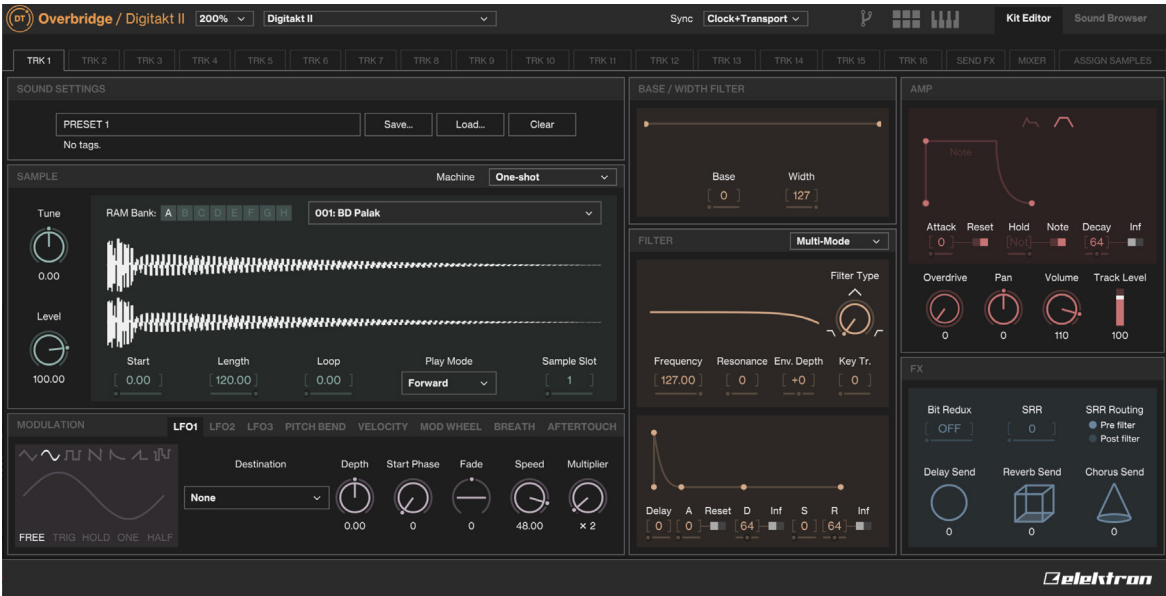 DT Overbridge / Digitakt II 200% Digitakt II Sync Clock+Transport Kit Editor Sound Browser
TRK 1 TRK 2 TRK 3 TRK 4 TRK 5 TRK 6 TRK 7 TRK 8 TRK 9 TRK 10 TRK 11 TRK 12 TRK 13 TRK 14 TRK 15 TRK 16 SEND FX MIXER ASSIGN SAMPLES
SOUND SETTINGS
PRESET 1 Save... Load... Clear
No tags.
SAMPLE Machine One-shot
Tune RAM Bank: A B C D E F G H 001: BD Palak
0.00
Level
100.00
Start Length Loop Play Mode Sample Slot
0.00 120.00 0.00 Forward 1
MODULATION LFO1 LFO2 LFO3 PITCH BEND VELOCITY MOD WHEEL BREATH AFTERTOUCH
Destination Depth Start Phase Fade Speed Multiplier
None
0.00 0 0 48.00 × 2
FREE TRIG HOLD ONE HALF
BASE / WIDTH FILTER
Base Width
0 127
FILTER Multi-Mode
Filter Type
Frequency Resonance Env. Depth Key Tr.
127.00 0 +0 0
Delay A Reset D Inf S R Inf
0 0 64 0 64
AMP
Note
Attack Reset Hold Note Decay Inf
0 [Not] 64
Overdrive Pan Volume Track Level
0 0 110 100
FX
Bit Redux SRR SRR Routing
OFF 0 Pre filter
Post filter
Delay Send Reverb Send Chorus Send
0 0 0
elektron